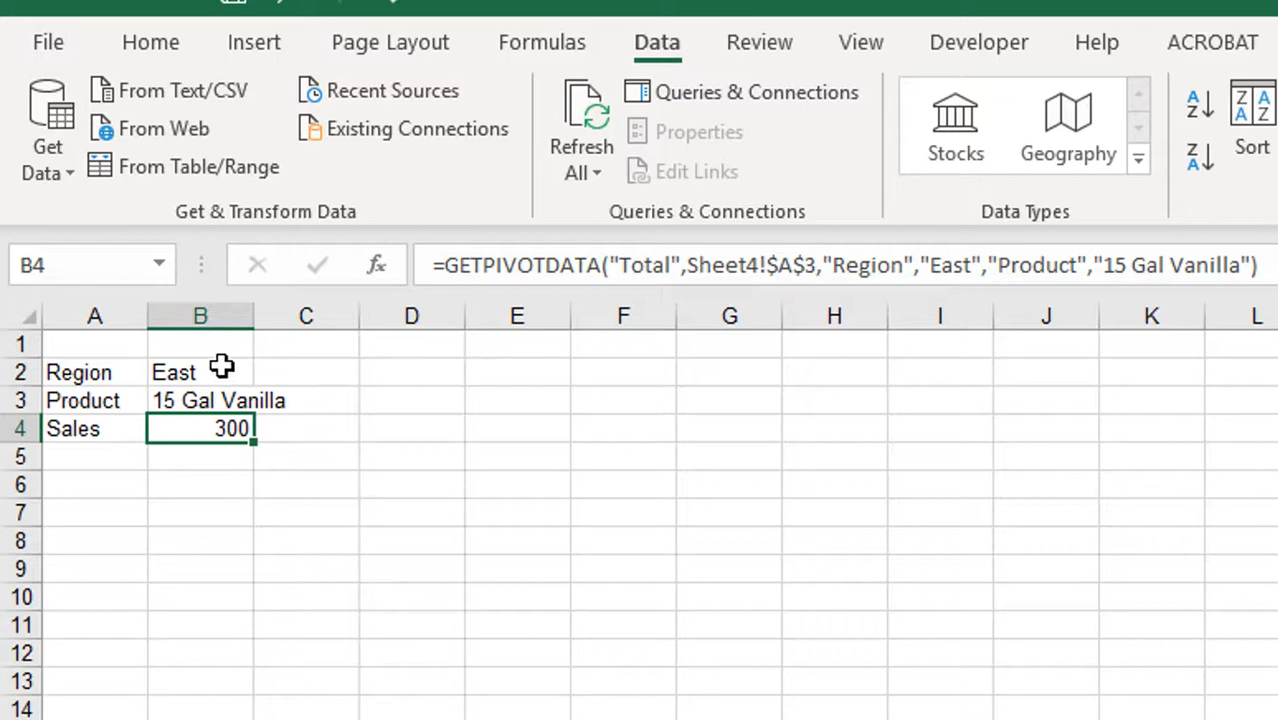 File Home Insert Page Layout Formulas Data Review View Developer Help ACROBAT
Get Data
From Text/CSV
From Web
From Table/Range
Recent Sources
Existing Connections
Get & Transform Data
Refresh All
Queries & Connections
Properties
Edit Links
Queries & Connections
Stocks
Geography
Data Types
A
Z
Z
A
Z A
A Z
Sort
B4
fx
=GETPIVOTDATA("Total",Sheet4!$A$3,"Region","East","Product","15 Gal Vanilla")
A B C D E F G H I J K L
1
2 Region East
3 Product 15 Gal Vanilla
4 Sales 300
5
6
7
8
9
10
11
12
13
14